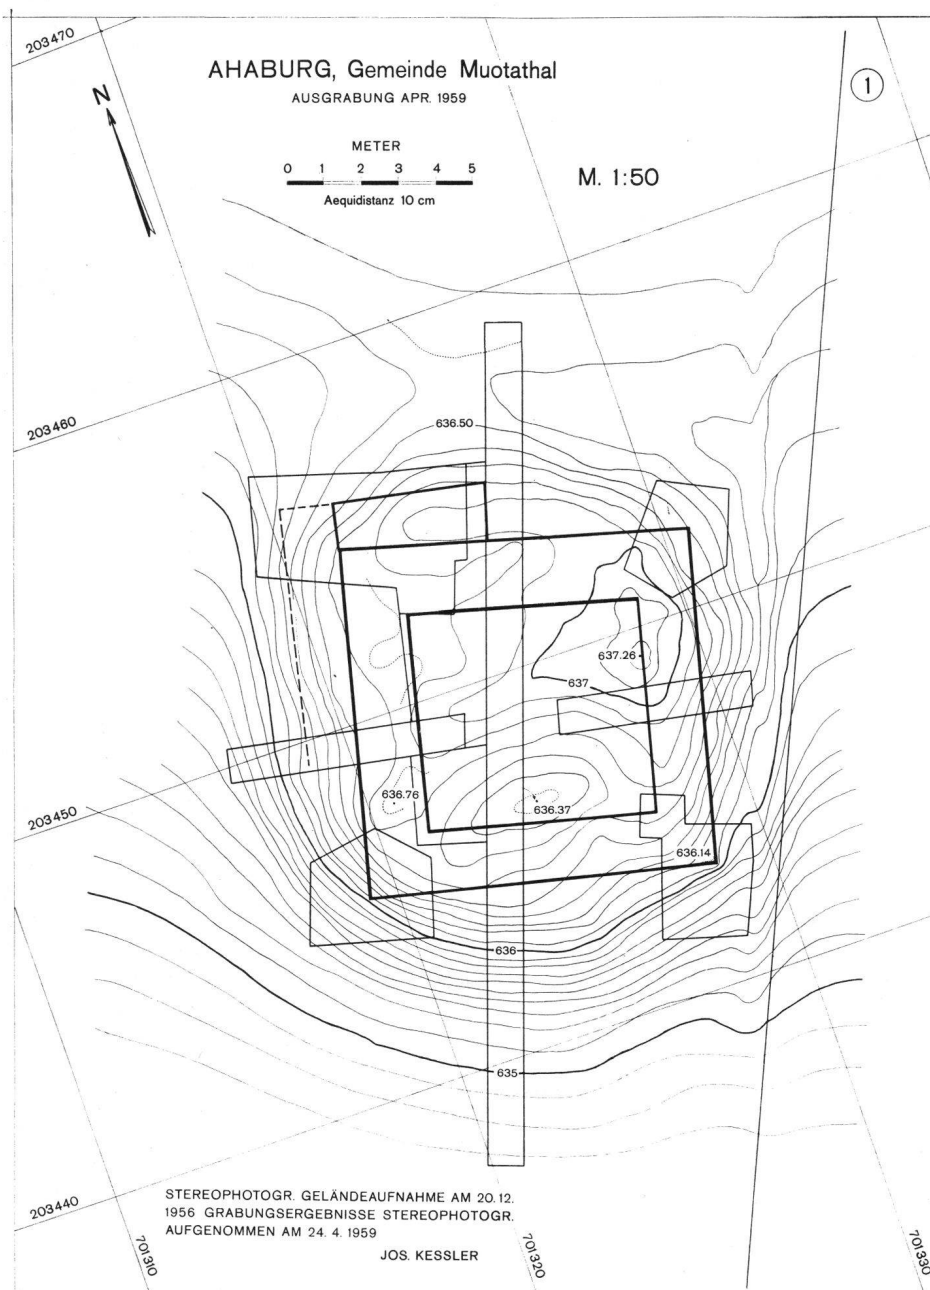 203470
AHABURG, Gemeinde Muotathal
AUSGRABUNG APR. 1959
1
N
METER
0 1 2 3 4 5
Aequidistanz 10 cm
M. 1:50
203460
636.50
637.26
637
203450
636.76
636.37
636.14
636
635
203440
STEREOPHOTOGR. GELÄNDEAUFNAHME AM 20.12.
1956 GRABUNGSERGEBNISSE STEREOPHOTOGR.
AUFGENOMMEN AM 24. 4. 1959
JOS. KESSLER
701310
701320
701330